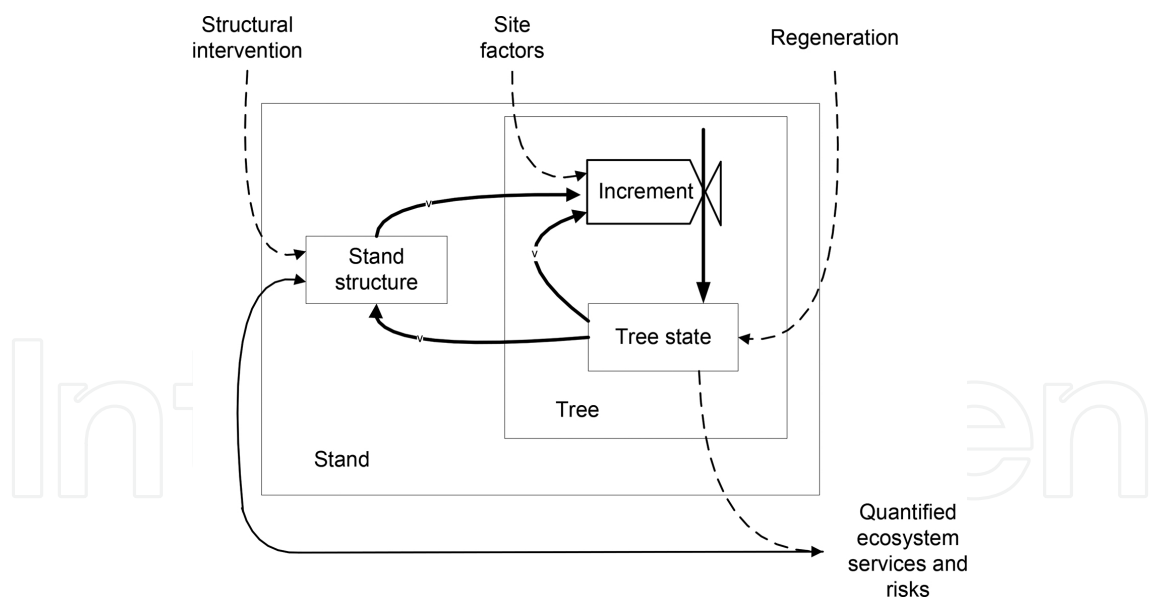 Structural
intervention
Site
factors
Regeneration
Increment
Stand
structure
Tree state
Tree
Stand
Quantified
ecosystem
services and
risks
v
v
v